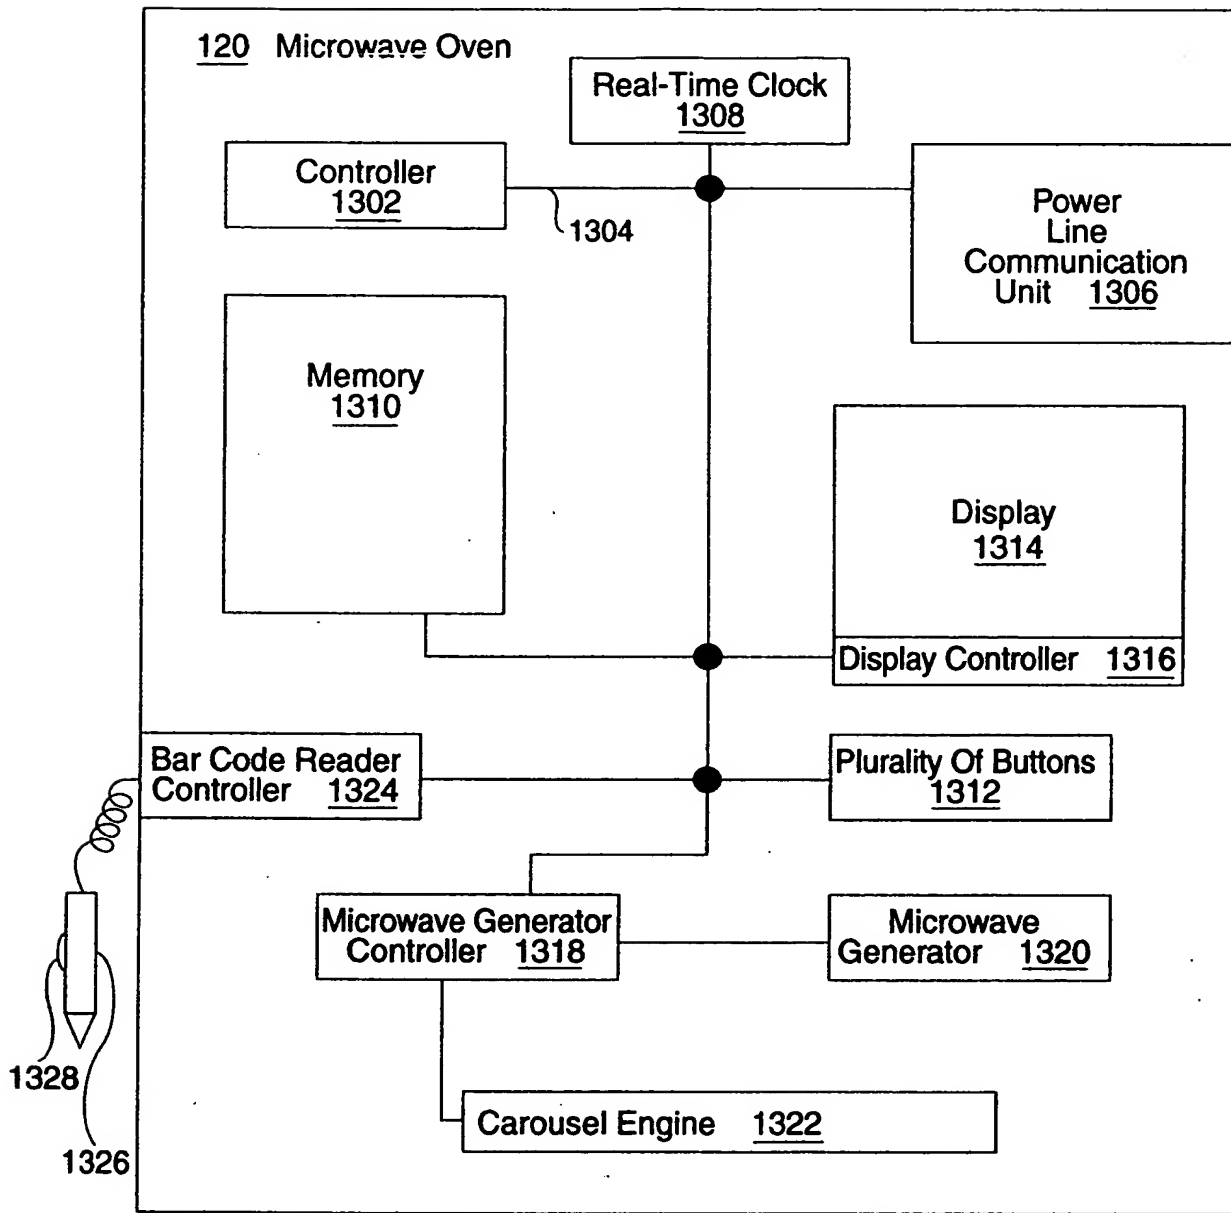 120 Microwave Oven
Real-Time Clock
1308
Controller
1302
1304
Power
Line
Communication
Unit 1306
Memory
1310
Display
1314
Display Controller 1316
Bar Code Reader
Controller 1324
Plurality Of Buttons
1312
Microwave Generator
Controller 1318
Microwave
Generator 1320
1328
1326
Carousel Engine 1322